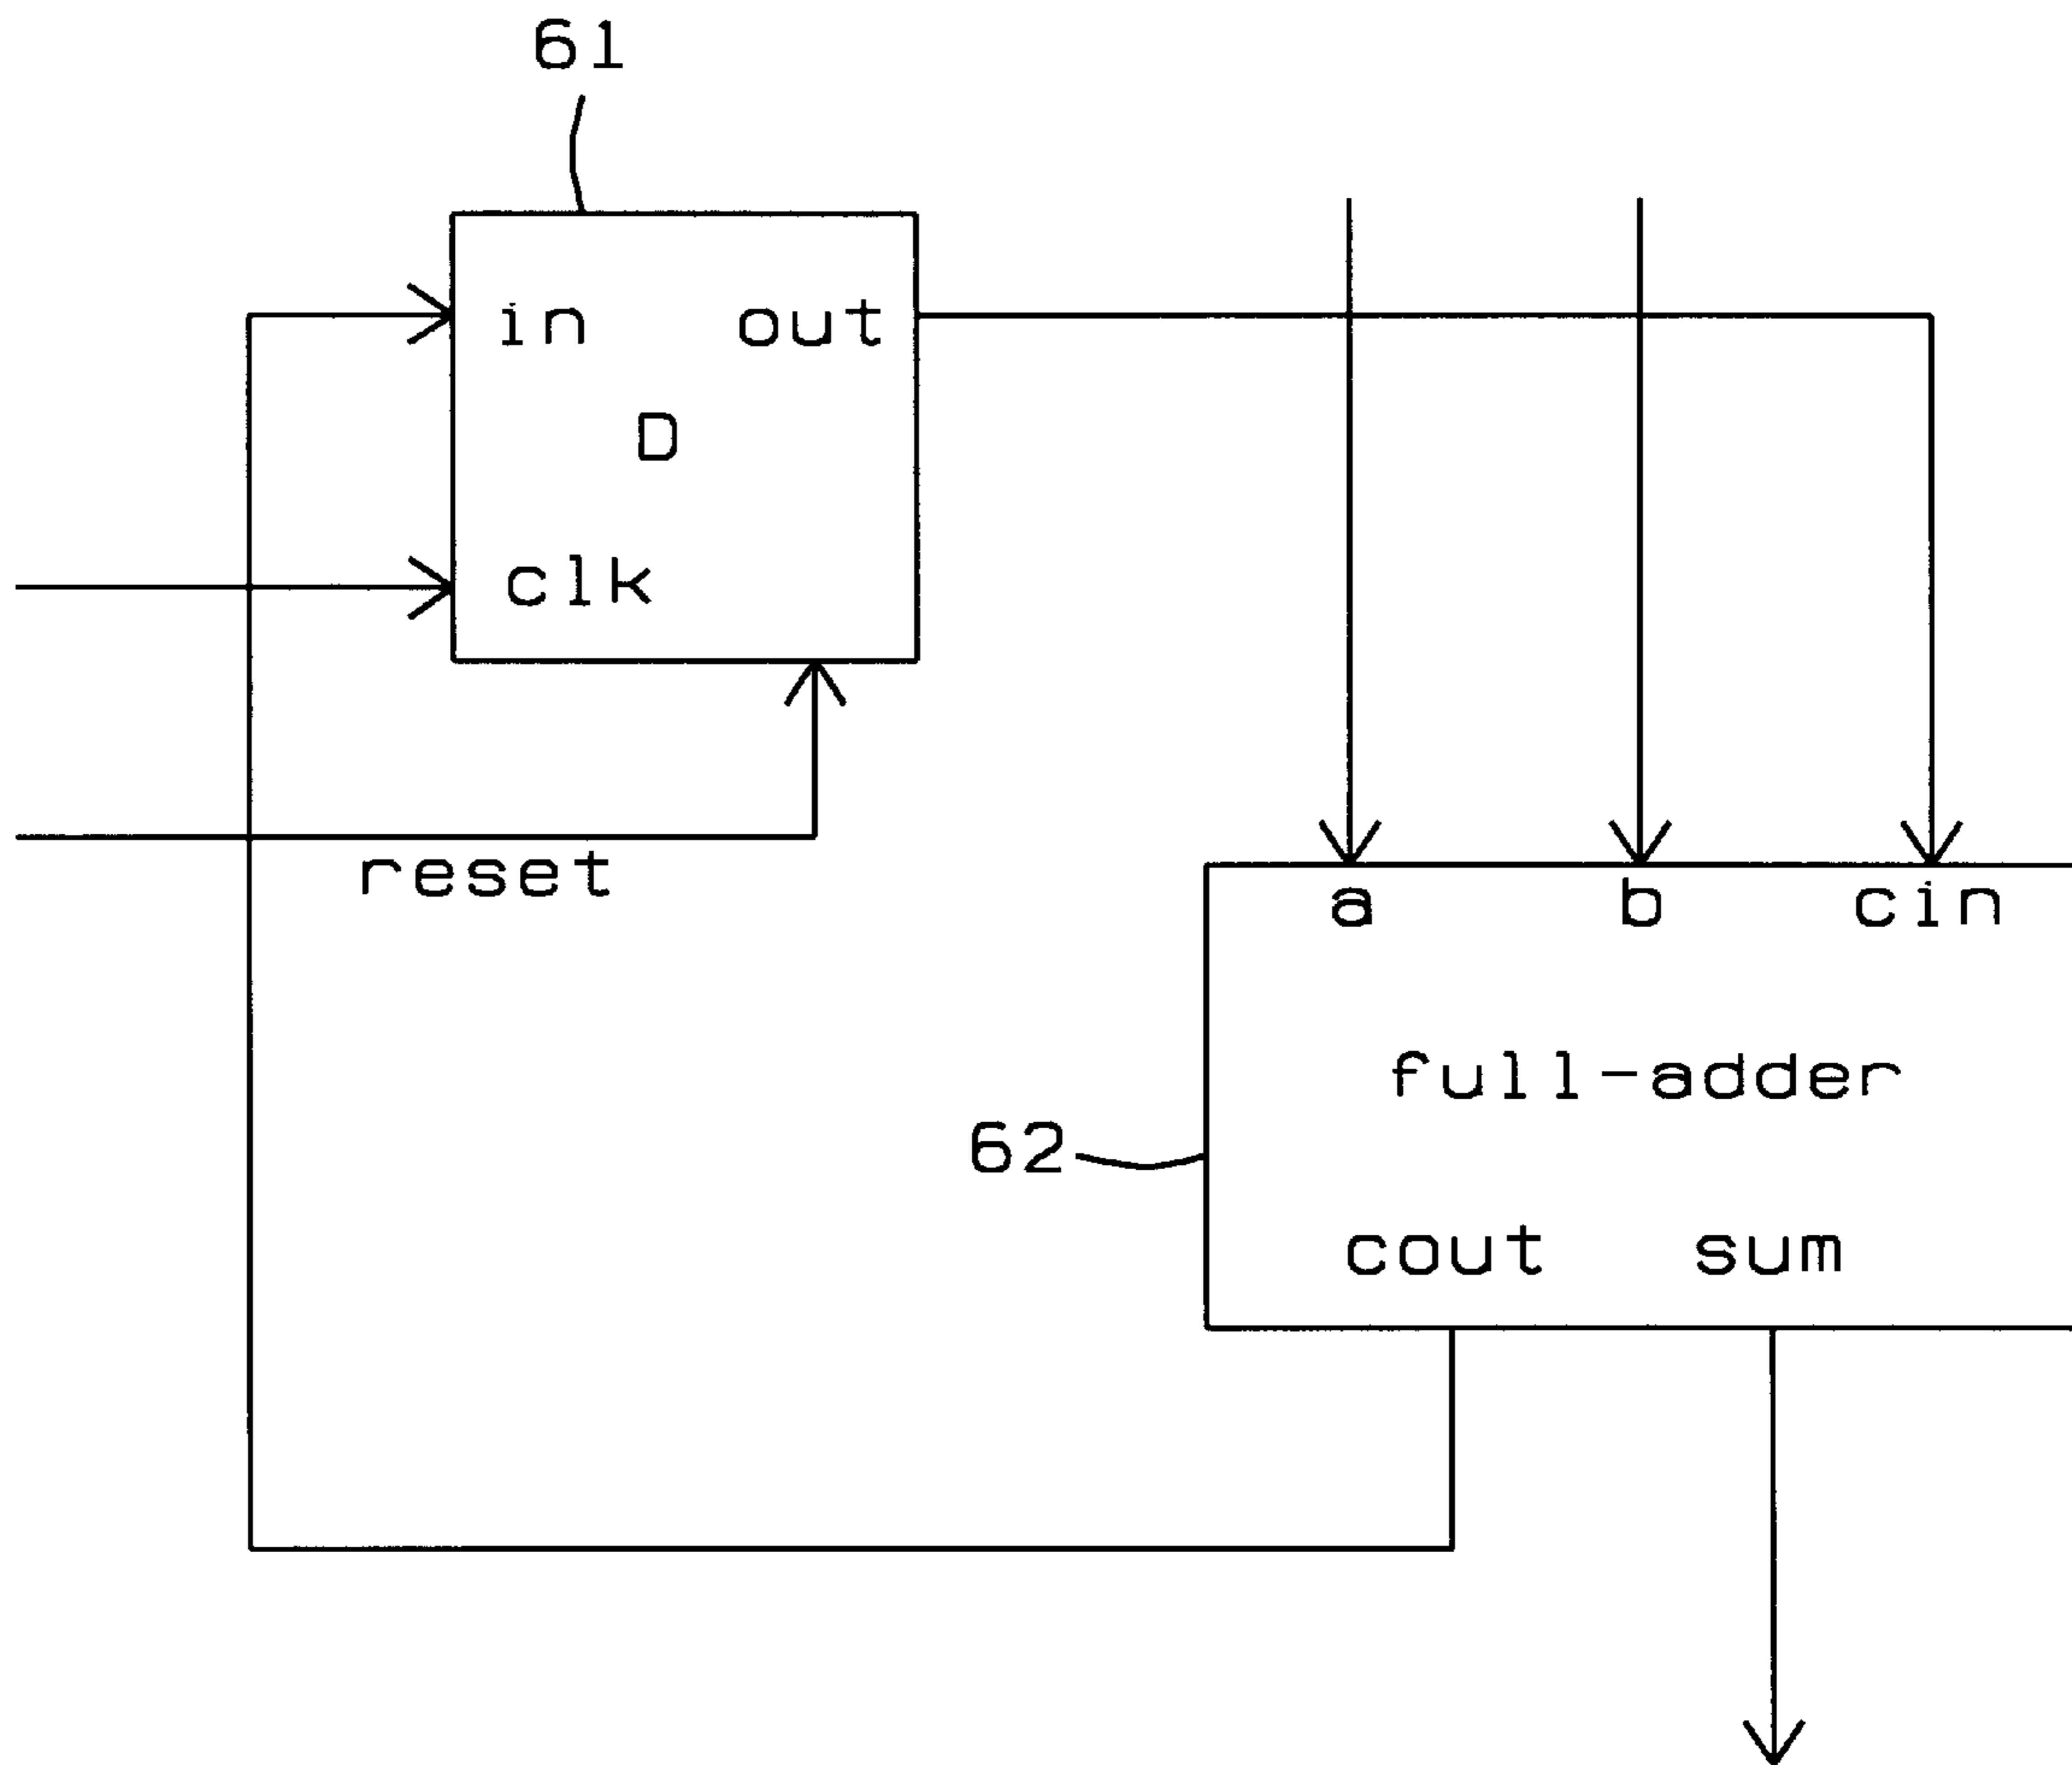 61
in out
D
clk
reset
a b cin
full-adder
62
cout sum